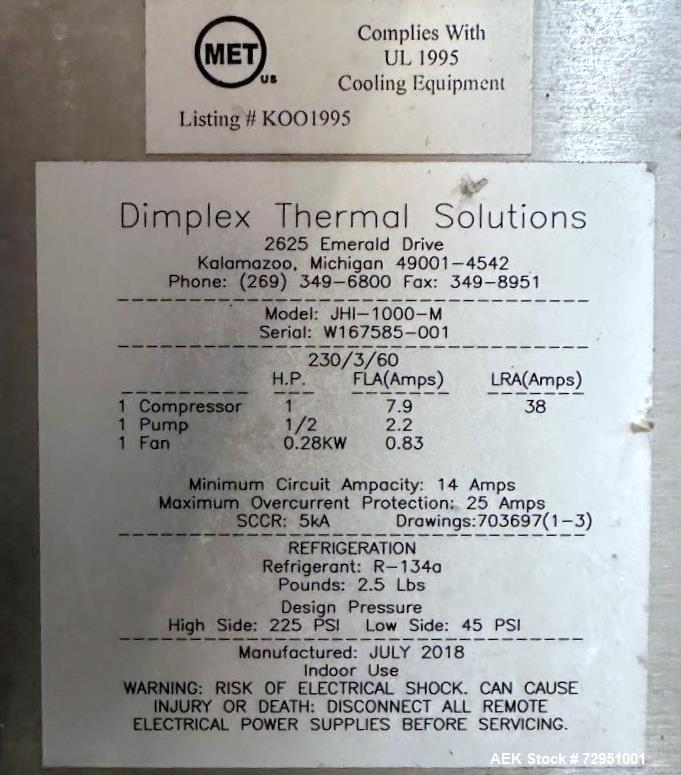 MET
US
Complies With
UL 1995
Cooling Equipment
Listing # KOO1995
Dimplex Thermal Solutions
2625 Emerald Drive
Kalamazoo, Michigan 49001-4542
Phone: (269) 349-6800 Fax: 349-8951
Model: JHI-1000-M
Serial: W167585-001
230/3/60
H.P. FLA(Amps) LRA(Amps)
1 Compressor 1 7.9 38
1 Pump 1/2 2.2
1 Fan 0.28KW 0.83
Minimum Circuit Ampacity: 14 Amps
Maximum Overcurrent Protection: 25 Amps
SCCR: 5kA Drawings:703697(1-3)
REFRIGERATION
Refrigerant: R-134a
Pounds: 2.5 Lbs
Design Pressure
High Side: 225 PSI Low Side: 45 PSI
Manufactured: JULY 2018
Indoor Use
WARNING: RISK OF ELECTRICAL SHOCK. CAN CAUSE
INJURY OR DEATH: DISCONNECT ALL REMOTE
ELECTRICAL POWER SUPPLIES BEFORE SERVICING.
AEK Stock # 72951001